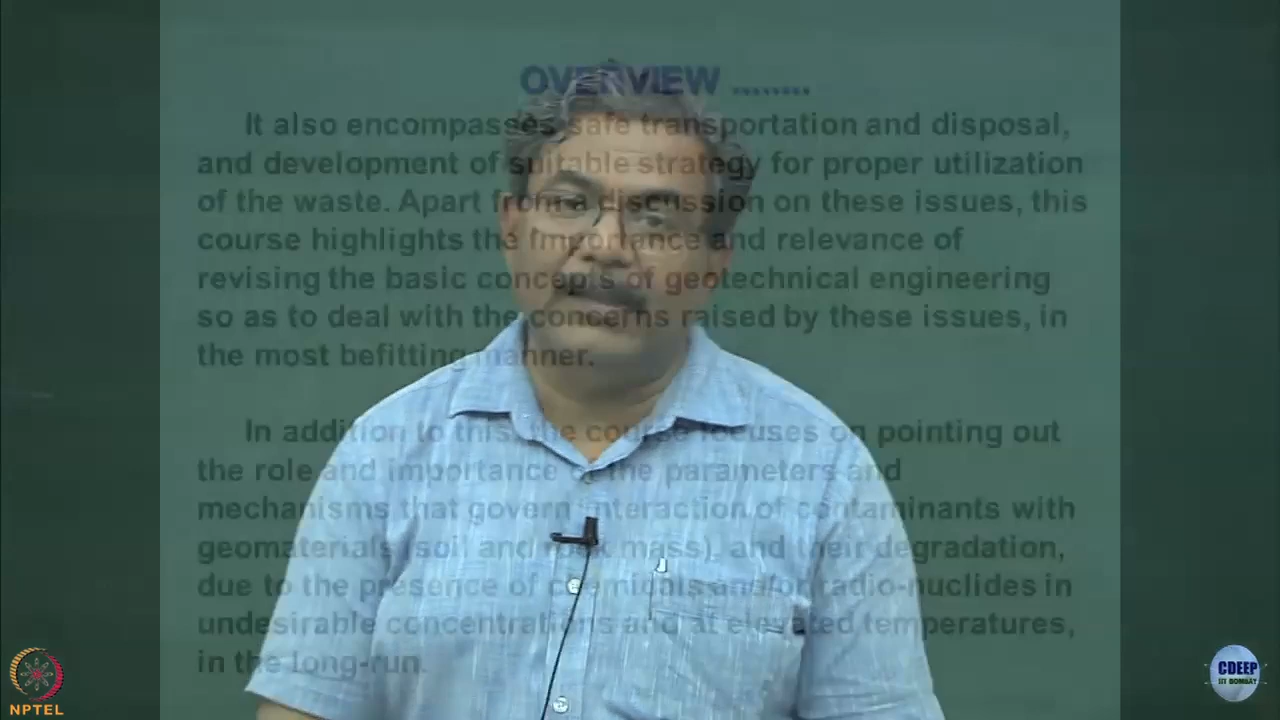 OVERVIEW ........
It also encompasses safe transportation and disposal,
and development of suitable strategy for proper utilization
of the waste. Apart from discussion on these issues, this
course highlights the importance and relevance of
revising the basic concepts of geotechnical engineering
so as to deal with the concerns raised by these issues, in
the most befitting manner.
In addition to this, the course focuses on pointing out
the role and importance of the parameters and
mechanisms that govern interaction of contaminants with
geomaterials (soil and rock mass), and their degradation,
due to the presence of chemicals and/or radio-nuclides in
undesirable concentrations and at elevated temperatures,
in the long-run.
NPTEL
CDEEP
IIT BOMBAY